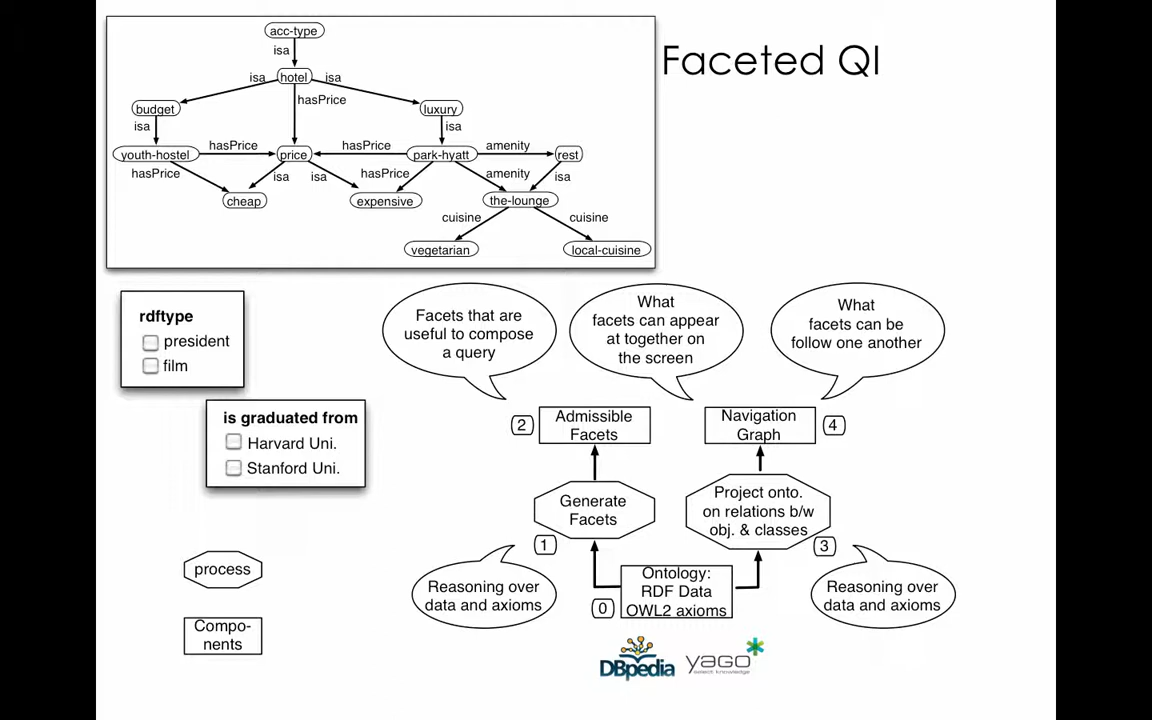 Faceted QI
acc-type
isa
hotel
isa
isa
hasPrice
budget
luxury
isa
isa
youth-hostel
hasPrice
price
hasPrice
park-hyatt
amenity
rest
hasPrice
isa
isa
hasPrice
amenity
isa
cheap
expensive
the-lounge
cuisine
cuisine
vegetarian
local-cuisine
rdftype
president
film
is graduated from
Harvard Uni.
Stanford Uni.
process
Compo-
nents
Facets that are
useful to compose
a query
What
facets can appear
at together on
the screen
What
facets can be
follow one another
2
Admissible
Facets
Navigation
Graph
4
Generate
Facets
1
Project onto.
on relations b/w
obj. & classes
3
Reasoning over
data and axioms
Ontology:
RDF Data
OWL2 axioms
0
Reasoning over
data and axioms
DBpedia
yago
select knowledge